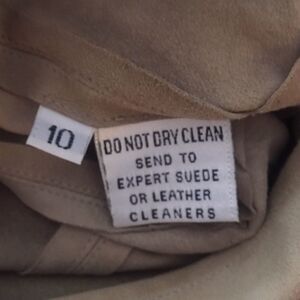 10
DO NOT DRY CLEAN
SEND TO
EXPERT SUEDE
OR LEATHER
CLEANERS